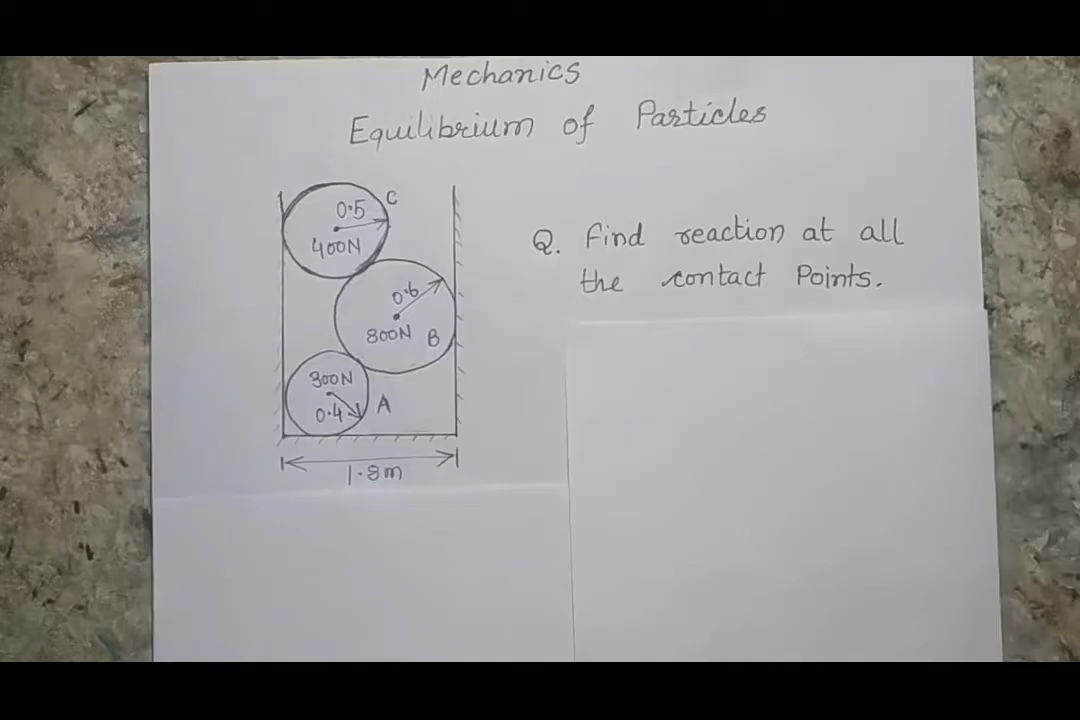 Mechanics
Equilibrium of Particles
0.5
C
400N
0.6
800N
B
300N
0.4
A
1.8m
Q. Find reaction at all
the contact Points.